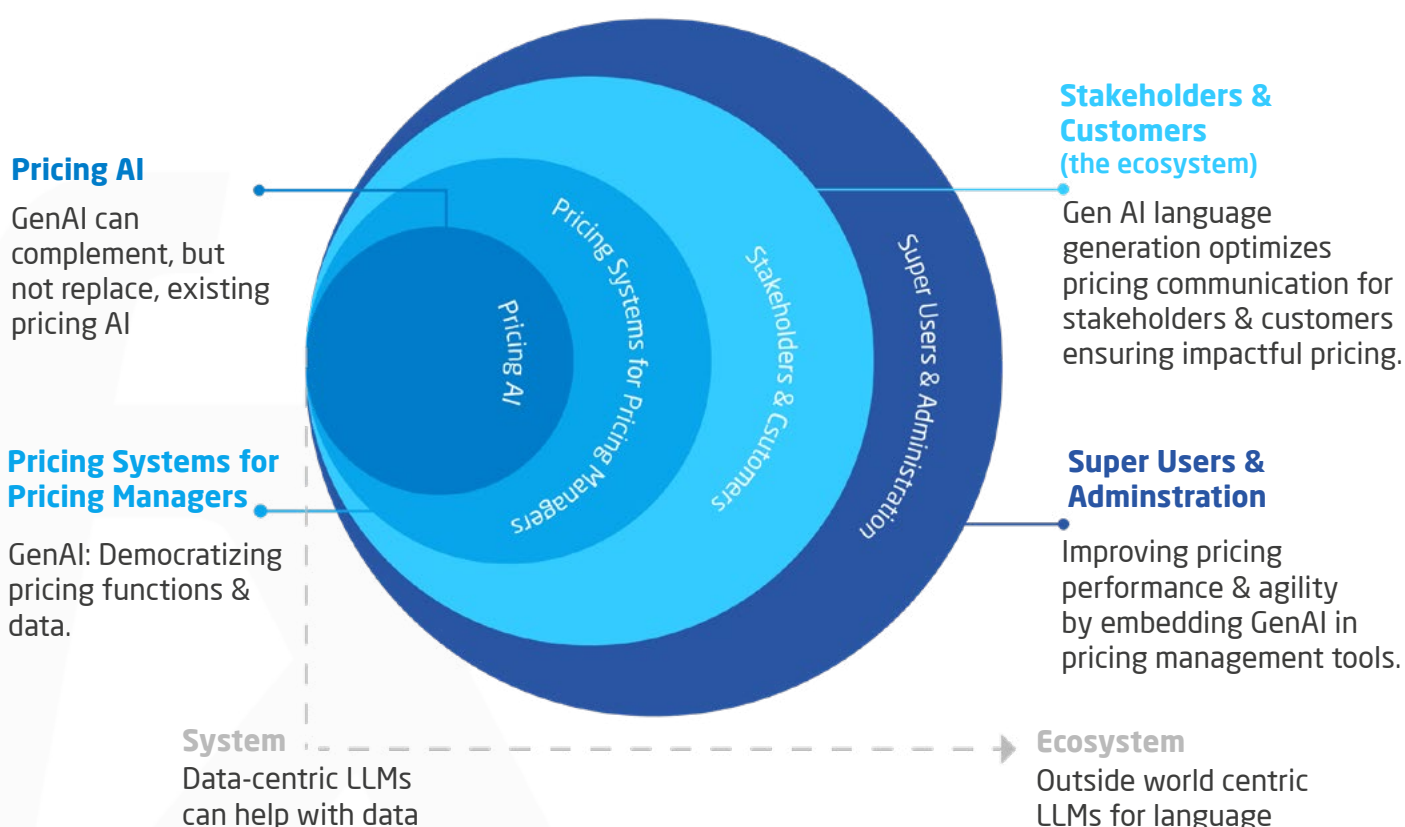 Pricing AI
GenAI can
complement, but
not replace, existing
pricing AI
Pricing Systems for
Pricing Managers
GenAI: Democratizing
pricing functions &
data.
Pricing AI
Pricing Systems for Pricing Managers
Stakeholders & Csutomers
Super Users & Administration
Stakeholders &
Customers
(the ecosystem)
Gen AI language
generation optimizes
pricing communication for
stakeholders & customers
ensuring impactful pricing.
Super Users &
Adminstration
Improving pricing
performance & agility
by embedding GenAI in
pricing management tools.
System
Data-centric LLMs
can help with data
Ecosystem
Outside world centric
LLMs for language